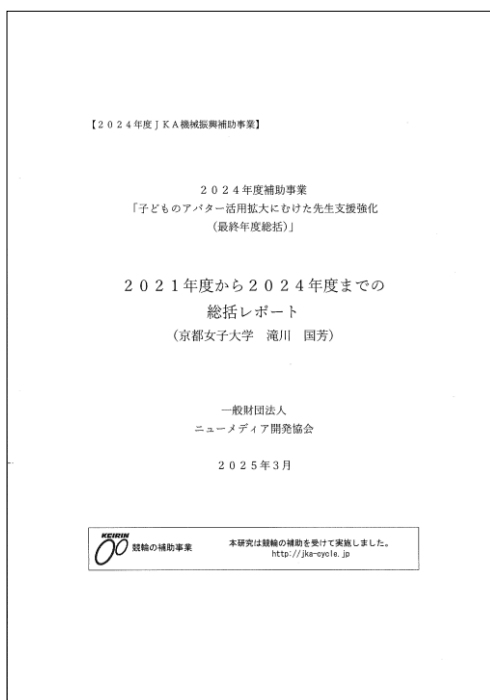 【２０２４年度ＪＫＡ機械振興補助事業】
２０２４年度補助事業
「子どものアバター活用拡大にむけた先生支援強化
（最終年度総括）」
２０２１年度から２０２４年度までの
総括レポート
（京都女子大学　滝川　国芳）
一般財団法人
ニューメディア開発協会
２０２５年３月
KEIRIN
競輪の補助事業
本研究は競輪の補助を受けて実施しました。
http://jka-cycle.jp